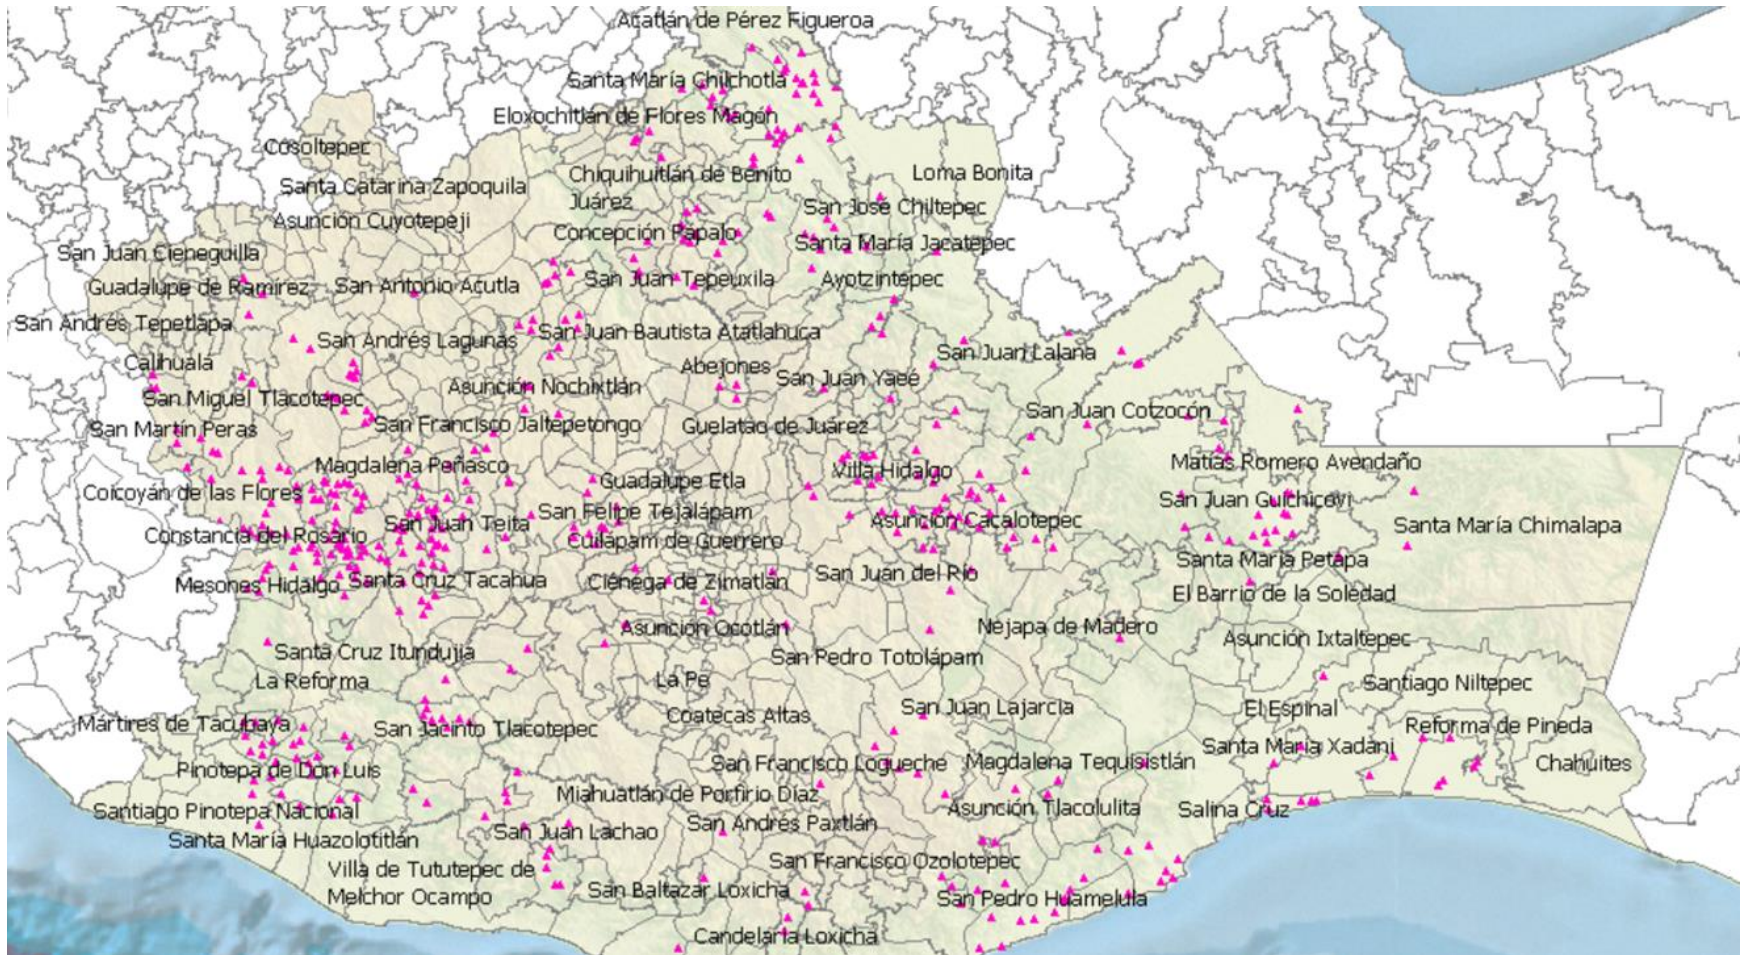 Acatlán de Pérez Figueroa
Santa María Chilchotla
Eloxochitlán de Flores Magón
Cosoltepec
Chiquihuitlán de Benito
Juárez
Loma Bonita
Santa Catarina Zapoquila
San José Chiltepec
Asunción Cuyotepeji
Concepción Pápalo
Santa María Jacatepec
San Juan Cieneguilla
Guadalupe de Ramírez
San Antonio Acutla
San Juan Tepeuxila
Ayotzintepec
San Andrés Tepetlapa
San Andrés Lagunas
San Juan Bautista Atatlahuca
San Juan Lalana
Calihualá
Abejones
San Juan Yaeé
Asunción Nochixtlán
San Miguel Tlacotepec
San Juan Cotzocón
San Martín Peras
San Francisco Jaltepetongo
Guelatao de Juárez
Magdalena Peñasco
Villa Hidalgo
Matías Romero Avendaño
Guadalupe Etla
Coicoyán de las Flores
San Juan Guichicovi
San Felipe Tejalápam
San Juan Teita
Asunción Cacalotepec
Santa María Chimalapa
Constancia del Rosario
Cuilápam de Guerrero
Santa María Petapa
Mesones Hidalgo
Santa Cruz Tacahua
Ciénega de Zimatlán
San Juan del Río
El Barrio de la Soledad
Asunción Ocotlán
Nejapa de Madero
Asunción Ixtaltepec
Santa Cruz Itundujia
San Pedro Totolápam
La Reforma
La Pe
Santiago Niltepec
San Juan Lajarcia
El Espinal
Mártires de Tacubaya
San Jacinto Tlacotepec
Coatecas Altas
Reforma de Pineda
Santa María Xadani
Pinotepa de Don Luis
San Francisco Logueche
Magdalena Tequisistlán
Chahuites
Miahuatlán de Porfirio Díaz
Santiago Pinotepa Nacional
Asunción Tlacolulita
Salina Cruz
Santa María Huazolotitlán
San Juan Lachao
San Andrés Paxtlán
San Francisco Ozolotepec
Villa de Tututepec de
Melchor Ocampo
San Baltazar Loxicha
San Pedro Huamelula
Candelaria Loxicha